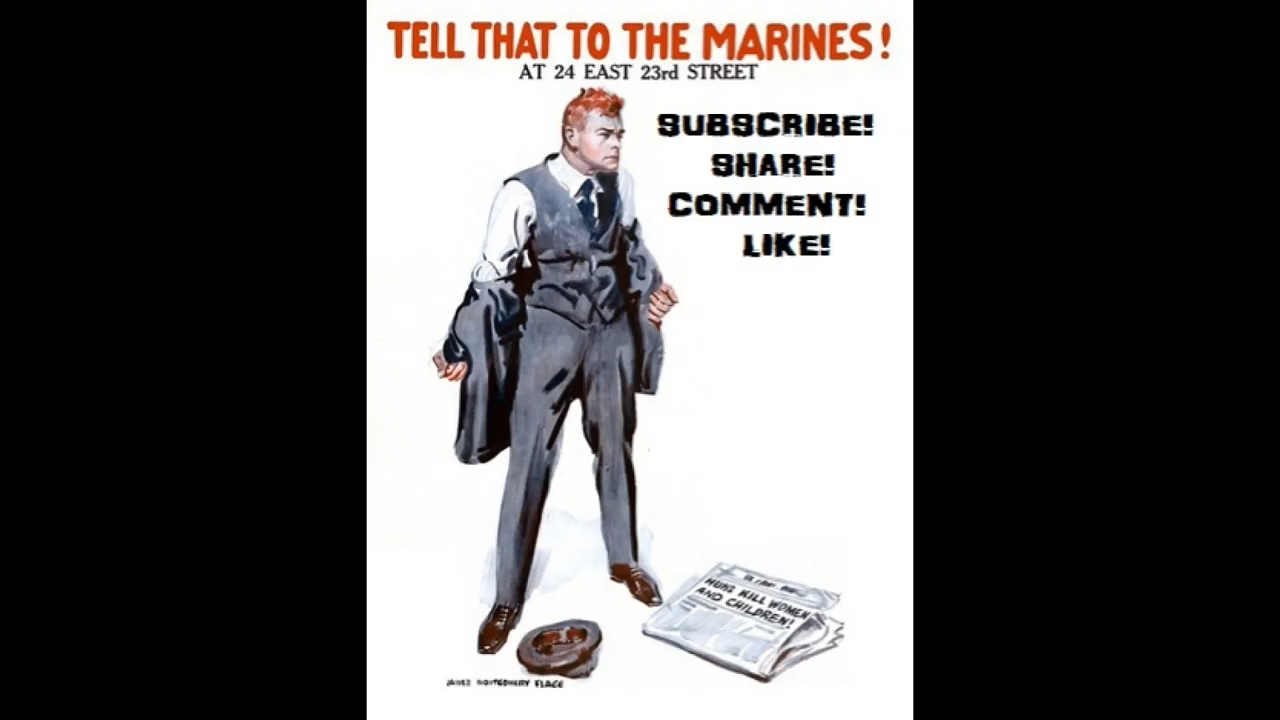 TELL THAT TO THE MARINES!
AT 24 EAST 23rd STREET
SUBSCRIBE!
SHARE!
COMMENT!
LIKE!
HUNS KILL WOMEN
AND CHILDREN!
JAMES MONTGOMERY FLAGG